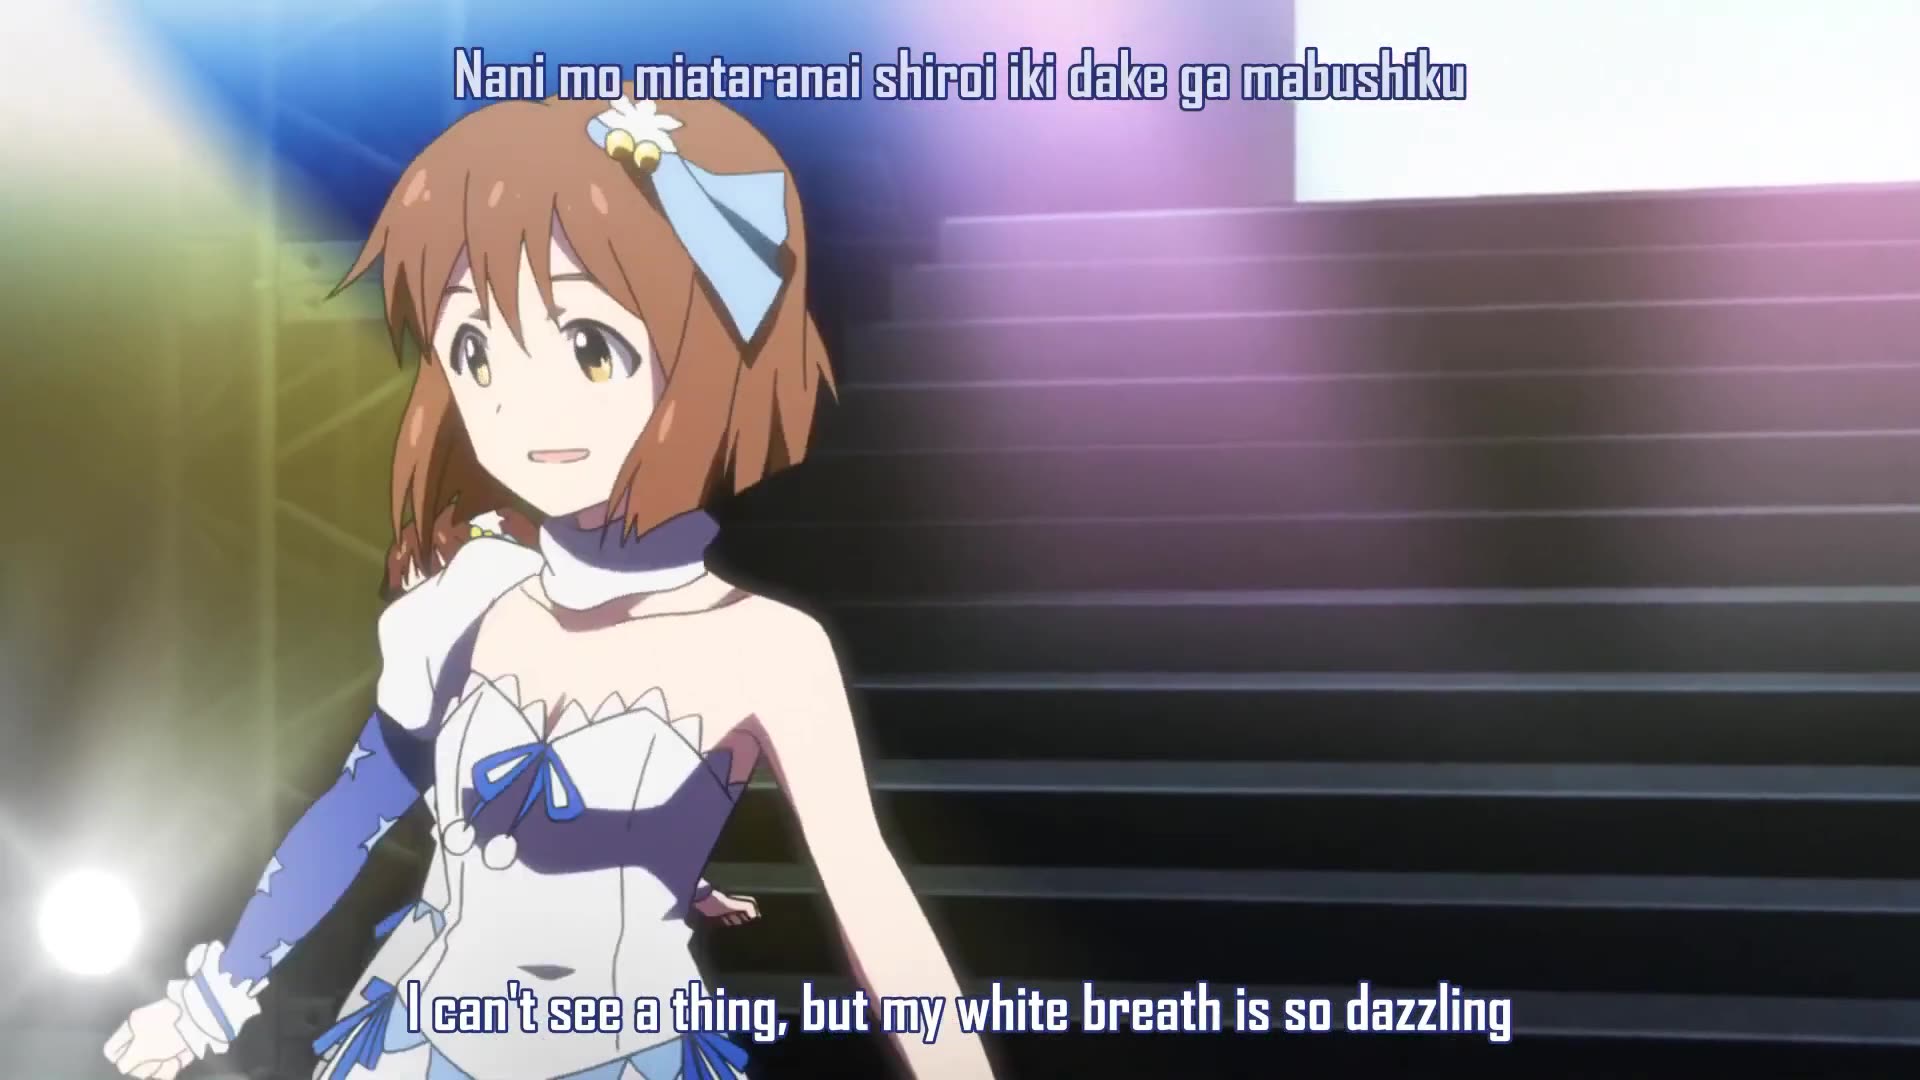 Nani mo miataranai shiroi iki dake ga mabushiku
I can't see a thing, but my white breath is so dazzling